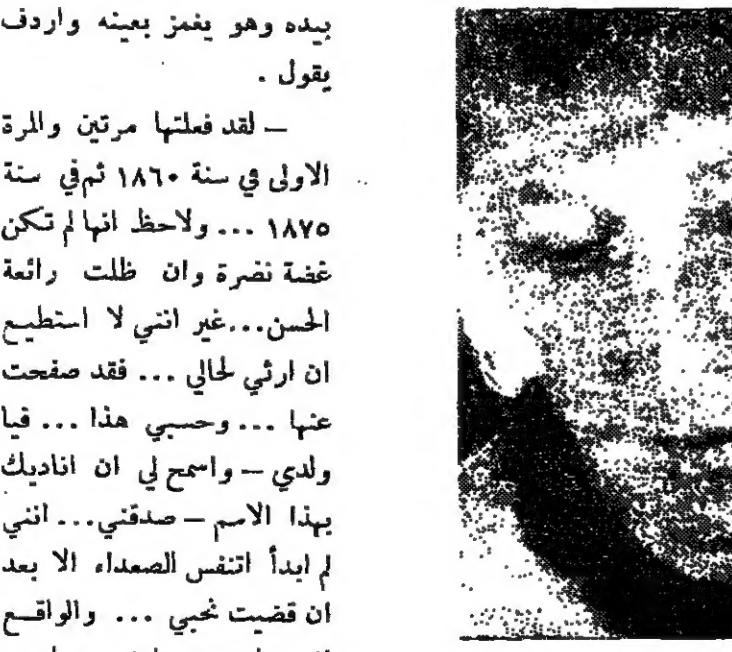 بيده وهو يغمز بعينه واردف
يقول .
— لقد فعلتها مرتين والمرة
الاولى في سنة ١٨٦٠ ثم في سنة
١٨٧٥ ... ولاحظ انها لم تكن
غضة نضرة وان ظلت رائعة
الحسن...غير انني لا استطيع
ان ارثي لحالي ... فقد صفحت
عنها ... وحسبي هذا ... فيا
ولدي — واسمح لي ان اناديك
بهذا الاسم — صدقني... انني
لم ابدأ اتنفس الصعداء الا بعد
ان قضيت نحبي ... والواقع